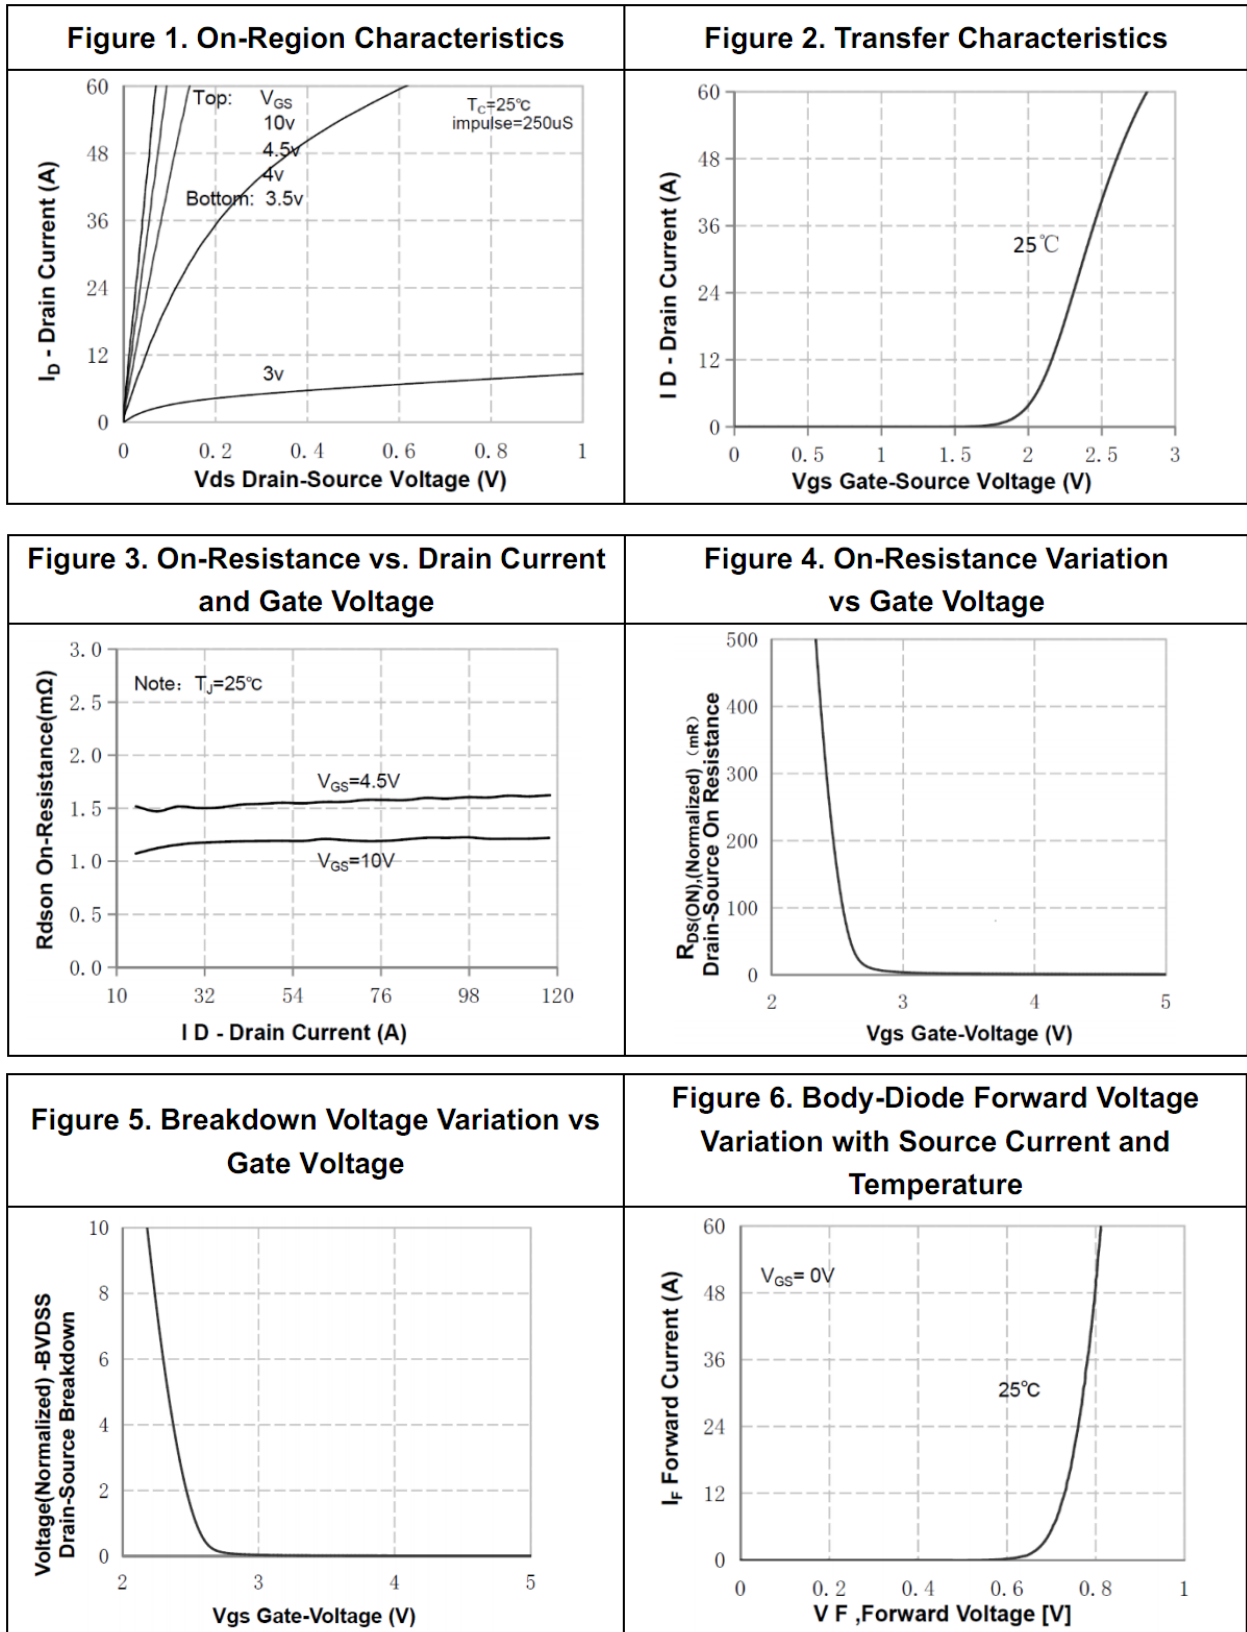 Figure 1. On-Region Characteristics
60
48
36
24
12
0
0
0. 2
0. 4
0. 6
0. 8
1
Top: VGS
10v
4.5v
4v
Bottom: 3.5v
3v
TC=25℃
impulse=250uS
ID - Drain Current (A)
Vds Drain-Source Voltage (V)
Figure 2. Transfer Characteristics
60
48
36
24
12
0
0
0. 5
1
1. 5
2
2. 5
3
25℃
I D - Drain Current (A)
Vgs Gate-Source Voltage (V)
Figure 3. On-Resistance vs. Drain Current
and Gate Voltage
3. 0
2. 5
2. 0
1. 5
1. 0
0. 5
0. 0
10
32
54
76
98
120
Note：TJ=25℃
VGS=4.5V
VGS=10V
Rdson On-Resistance(mΩ)
I D - Drain Current (A)
Figure 4. On-Resistance Variation
vs Gate Voltage
500
400
300
200
100
0
2
3
4
5
RDS(ON),(Normalized)（mR）
Drain-Source On Resistance
Vgs Gate-Voltage (V)
Figure 5. Breakdown Voltage Variation vs
Gate Voltage
10
8
6
4
2
0
2
3
4
5
Voltage(Normalized) -BVDSS
Drain-Source Breakdown
Vgs Gate-Voltage (V)
Figure 6. Body-Diode Forward Voltage
Variation with Source Current and
Temperature
60
48
36
24
12
0
0
0. 2
0. 4
0. 6
0. 8
1
VGS= 0V
25℃
IF Forward Current (A)
V F ,Forward Voltage [V]